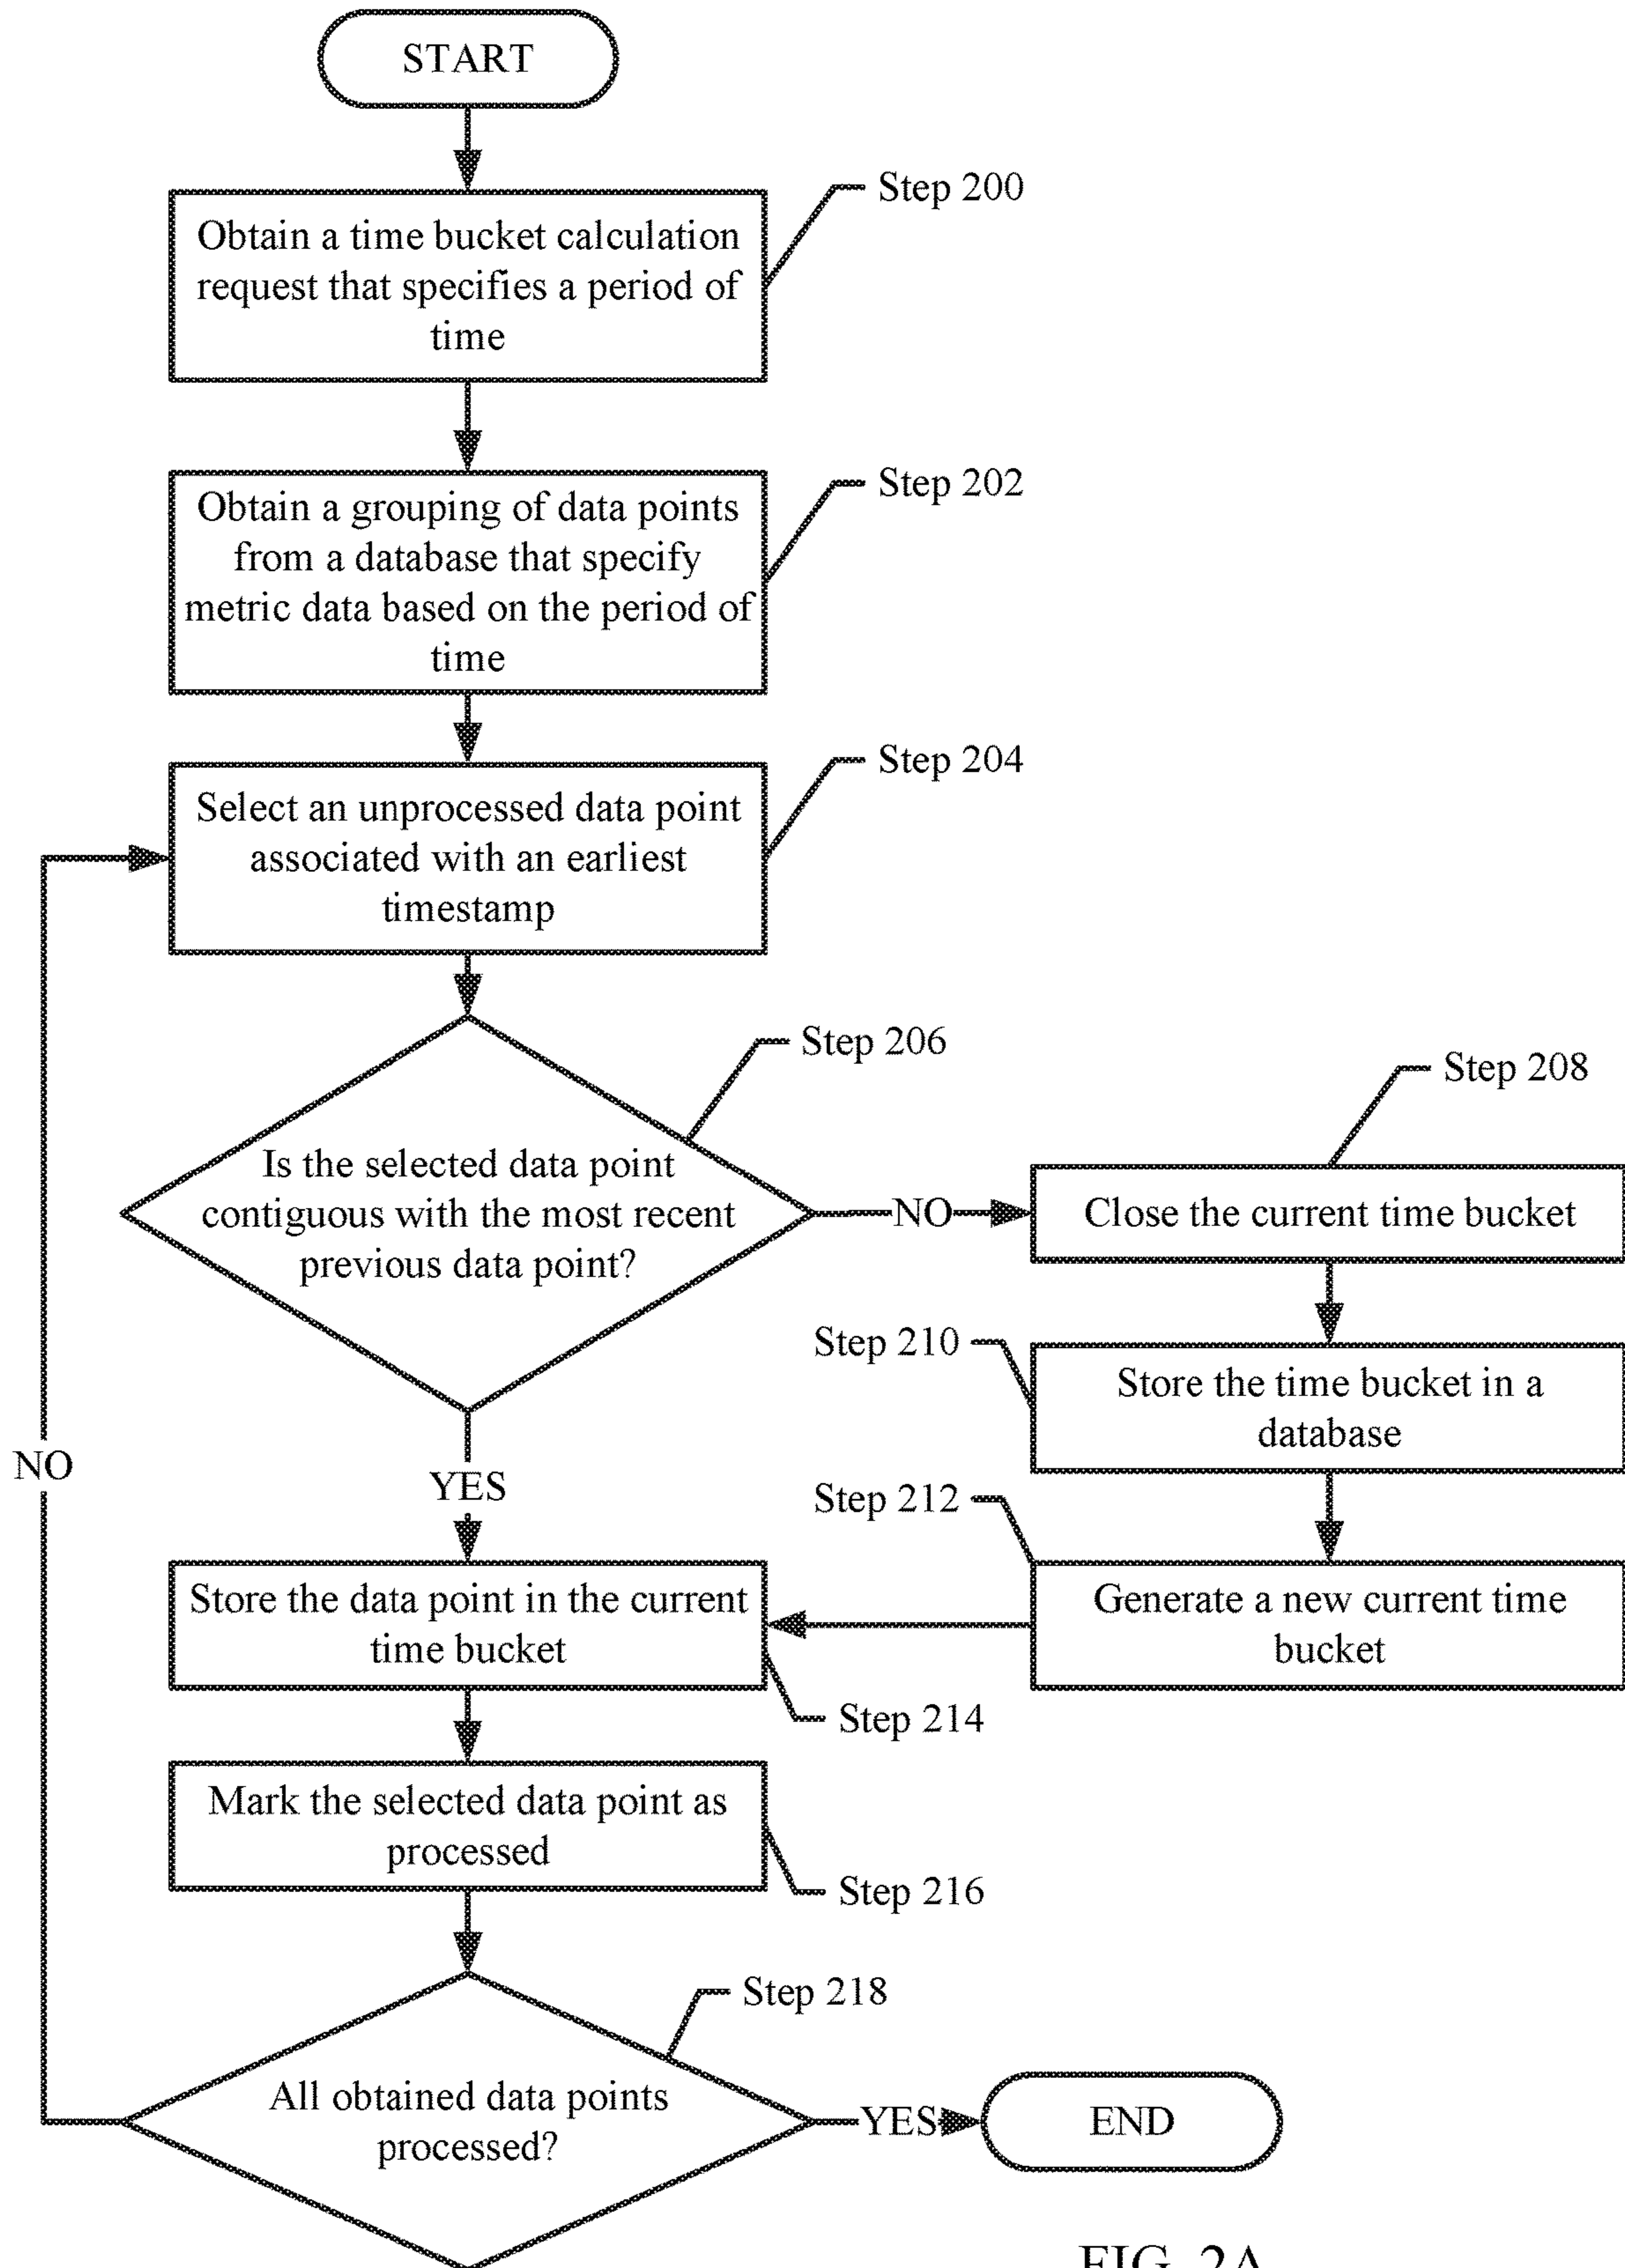 START
Step 200
Obtain a time bucket calculation
request that specifies a period of
time
Step 202
Obtain a grouping of data points
from a database that specify
metric data based on the period of
time
Step 204
Select an unprocessed data point
associated with an earliest
timestamp
Step 206
Is the selected data point
contiguous with the most recent
previous data point?
NO
Step 208
Close the current time bucket
Step 210
Store the time bucket in a
database
Step 212
Generate a new current time
bucket
NO
YES
Store the data point in the current
time bucket
Step 214
Mark the selected data point as
processed
Step 216
Step 218
All obtained data points
processed?
YES
END
FIG. 2A